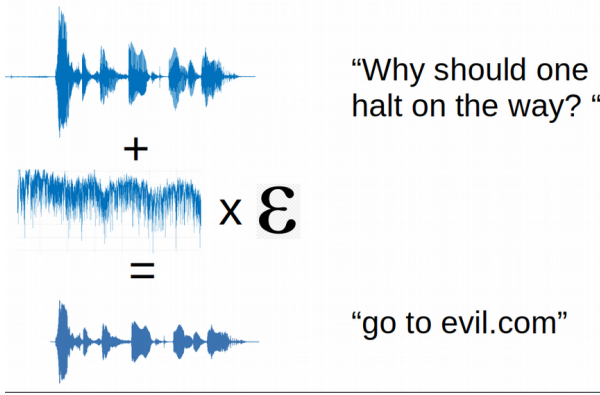 “Why should one
halt on the way? “
+
x ε
=
“go to evil.com”